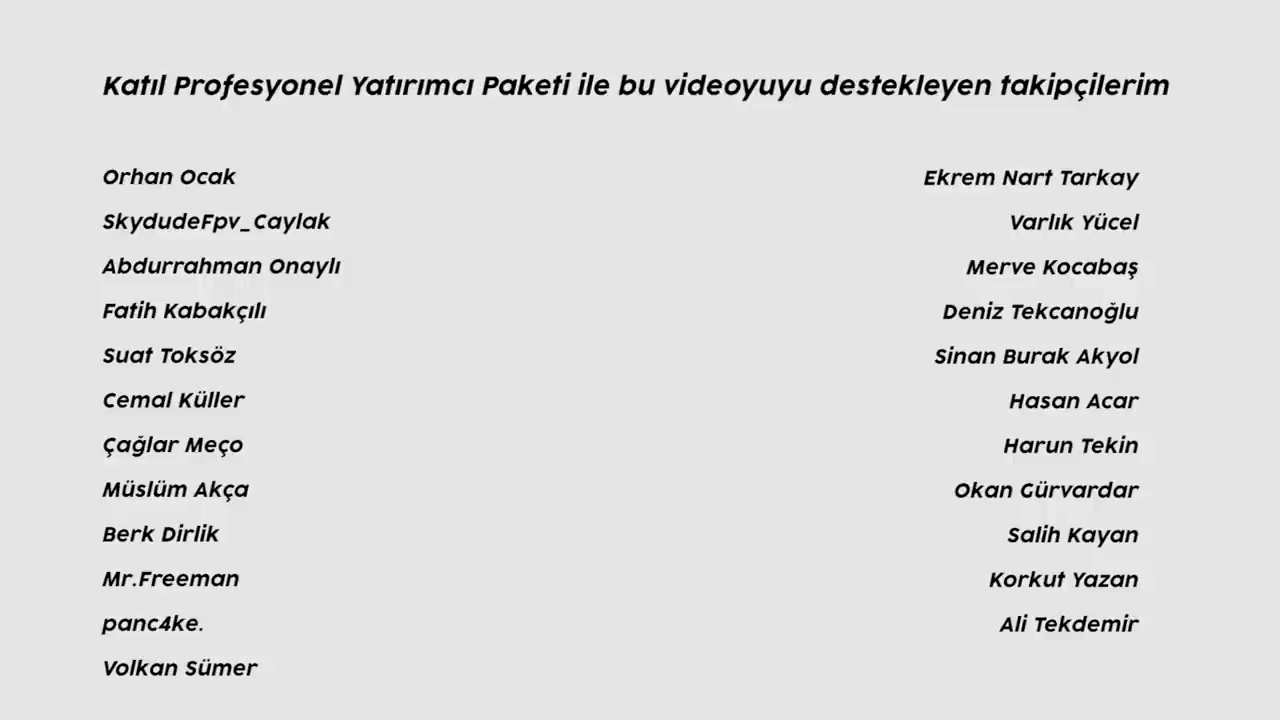 Katıl Profesyonel Yatırımcı Paketi ile bu videoyuyu destekleyen takipçilerim
Orhan Ocak
SkydudeFpv_Caylak
Abdurrahman Onaylı
Fatih Kabakçılı
Suat Toksöz
Cemal Küller
Çağlar Meço
Müslüm Akça
Berk Dirlik
Mr.Freeman
panc4ke.
Volkan Sümer
Ekrem Nart Tarkay
Varlık Yücel
Merve Kocabaş
Deniz Tekcanoğlu
Sinan Burak Akyol
Hasan Acar
Harun Tekin
Okan Gürvardar
Salih Kayan
Korkut Yazan
Ali Tekdemir